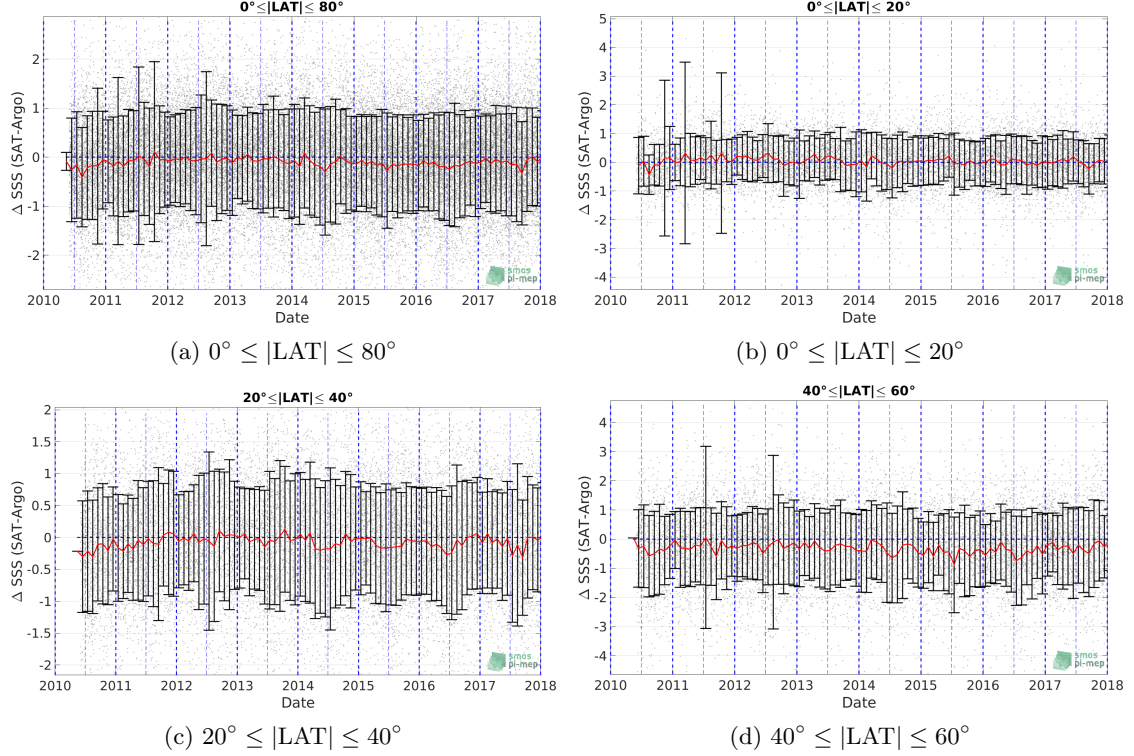 0°≤|LAT|≤ 80°
Δ SSS (SAT-Argo)
2
1
0
-1
-2
2010 2011 2012 2013 2014 2015 2016 2017 2018
Date
smos
pi-mep
(a) 0° ≤ |LAT| ≤ 80°
0°≤|LAT|≤ 20°
Δ SSS (SAT-Argo)
5
4
3
2
1
0
-1
-2
-3
-4
2010 2011 2012 2013 2014 2015 2016 2017 2018
Date
smos
pi-mep
(b) 0° ≤ |LAT| ≤ 20°
20°≤|LAT|≤ 40°
Δ SSS (SAT-Argo)
2
1.5
1
0.5
0
-0.5
-1
-1.5
-2
2010 2011 2012 2013 2014 2015 2016 2017 2018
Date
smos
pi-mep
(c) 20° ≤ |LAT| ≤ 40°
40°≤|LAT|≤ 60°
Δ SSS (SAT-Argo)
4
3
2
1
0
-1
-2
-3
-4
2010 2011 2012 2013 2014 2015 2016 2017 2018
Date
smos
pi-mep
(d) 40° ≤ |LAT| ≤ 60°